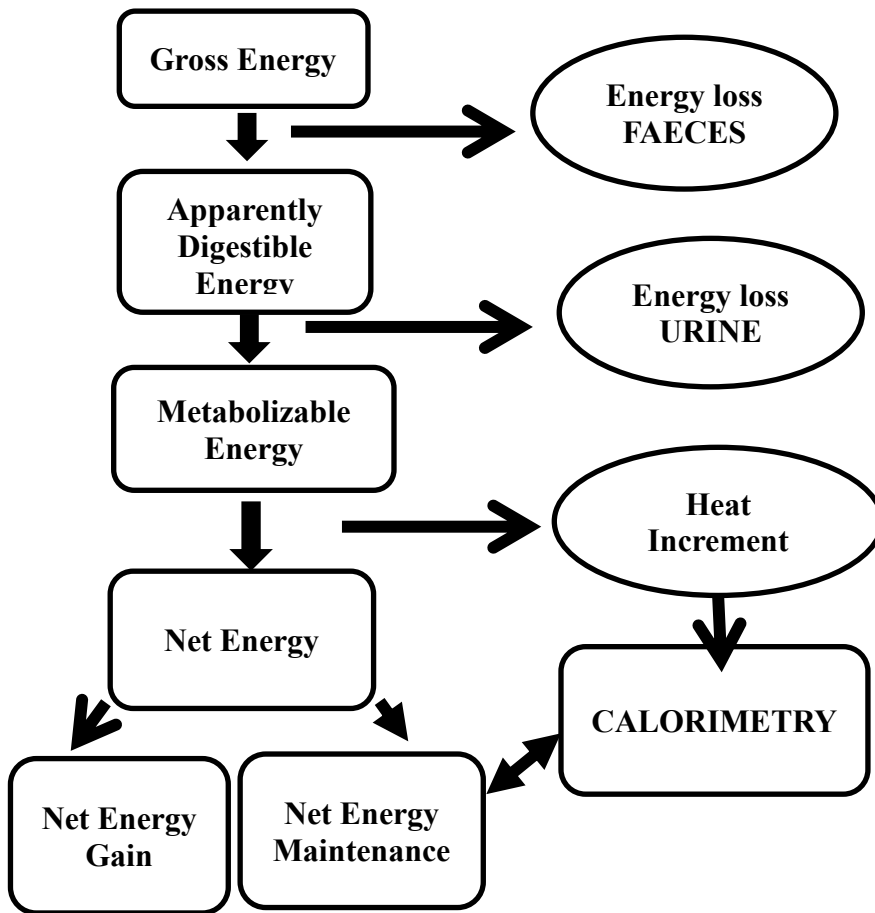 Gross Energy
Energy loss
FAECES
Apparently
Digestible
Energy
Energy loss
URINE
Metabolizable
Energy
Heat
Increment
Net Energy
CALORIMETRY
Net Energy
Gain
Net Energy
Maintenance